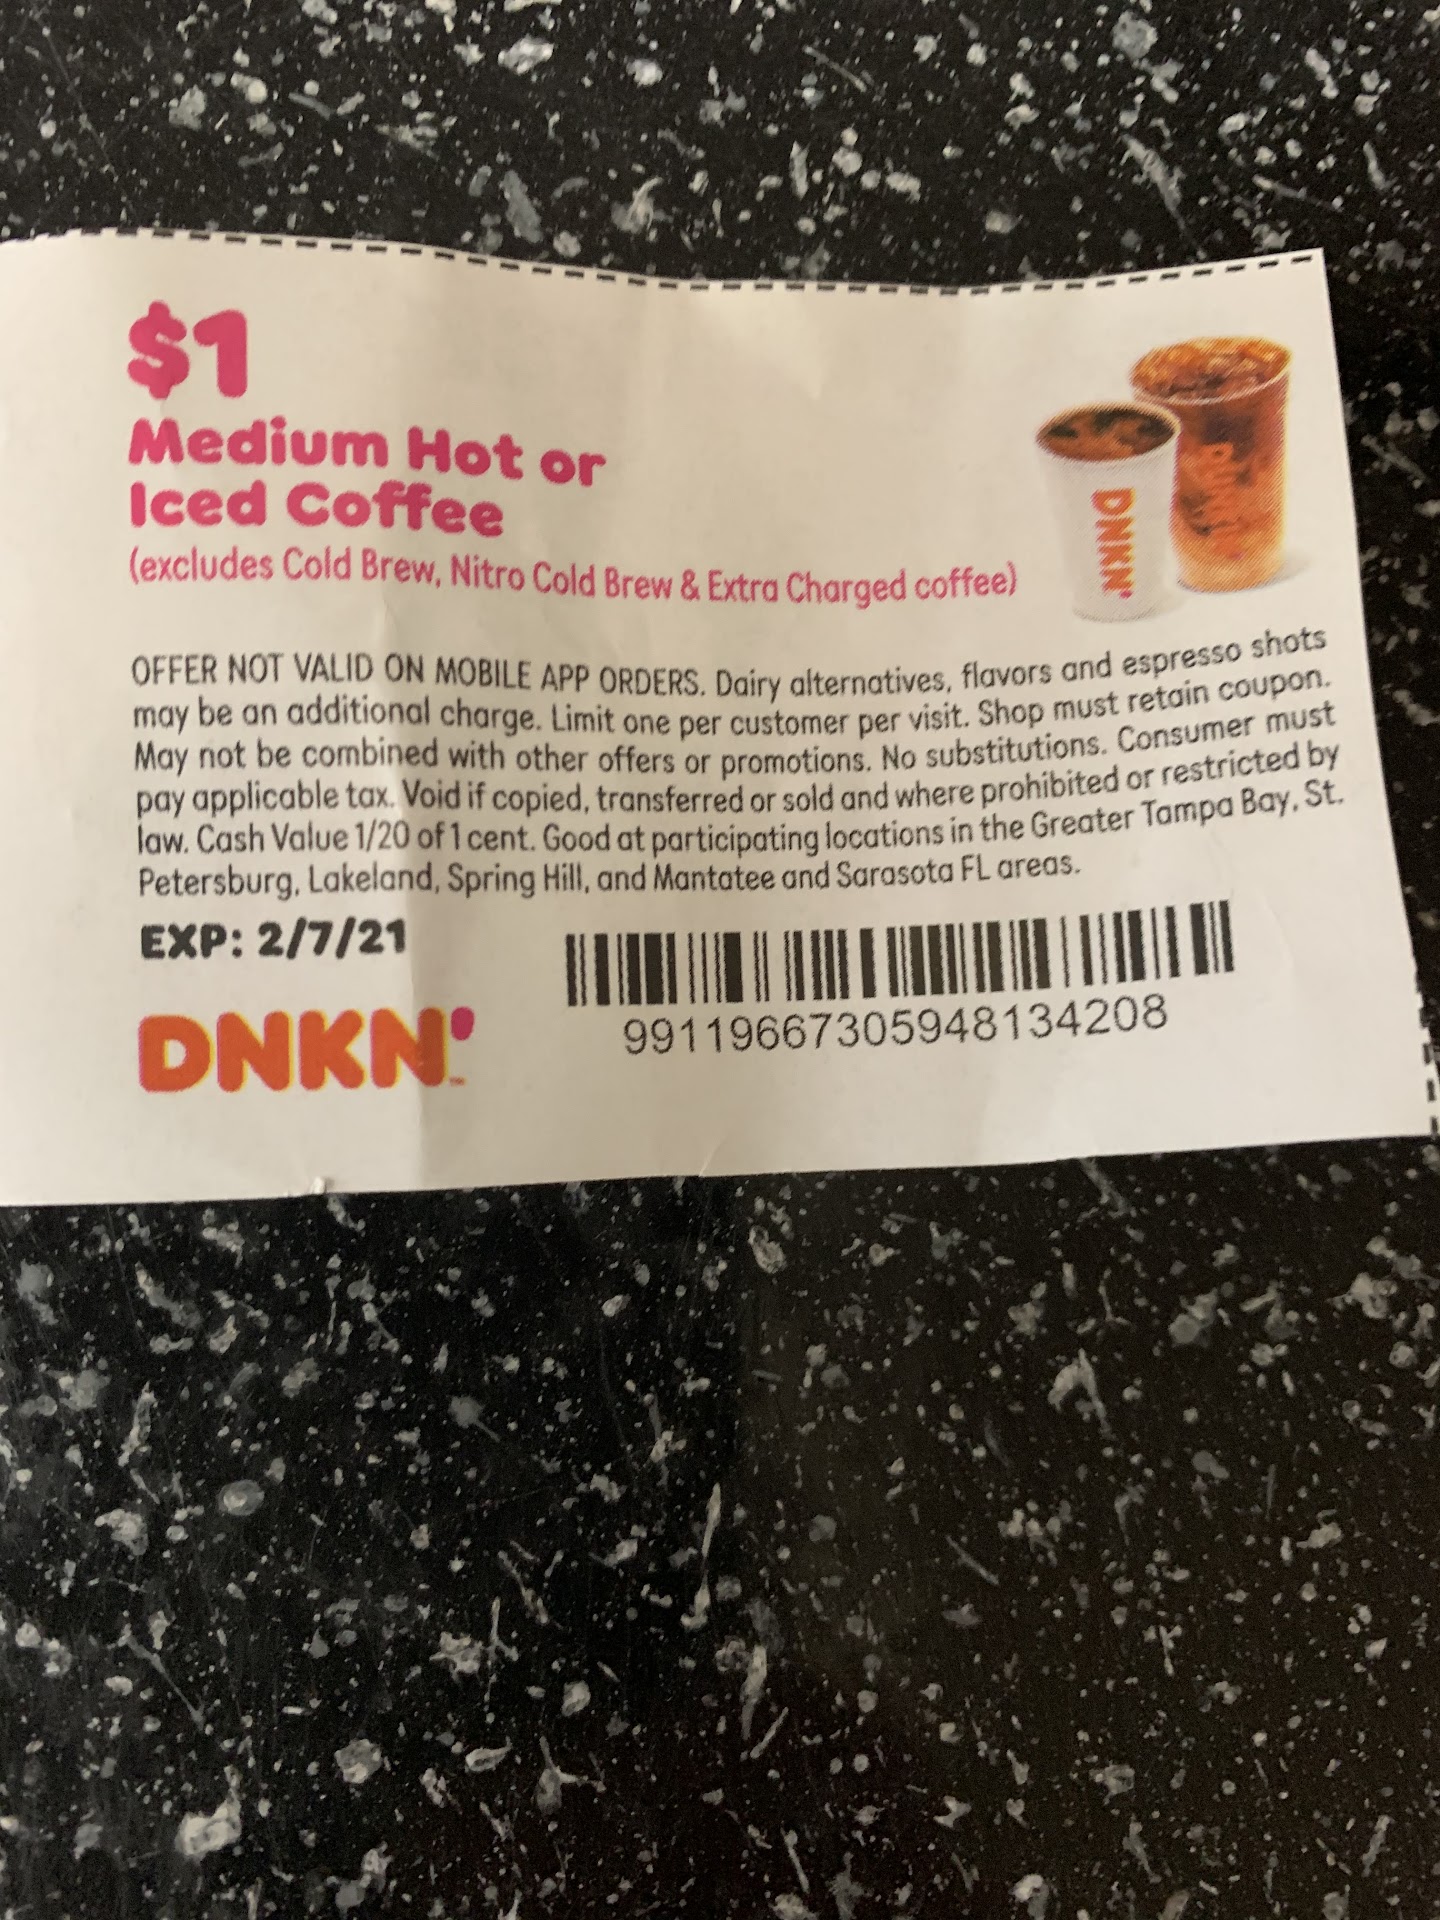 $1
Medium Hot or
Iced Coffee
(excludes Cold Brew, Nitro Cold Brew & Extra Charged coffee)
DNKN'
OFFER NOT VALID ON MOBILE APP ORDERS. Dairy alternatives, flavors and espresso shots
may be an additional charge. Limit one per customer per visit. Shop must retain coupon.
May not be combined with other offers or promotions. No substitutions. Consumer must
pay applicable tax. Void if copied, transferred or sold and where prohibited or restricted by
law. Cash Value 1/20 of 1 cent. Good at participating locations in the Greater Tampa Bay, St.
Petersburg, Lakeland, Spring Hill, and Mantatee and Sarasota FL areas.
EXP: 2/7/21
DNKN'™
99119667305948134208